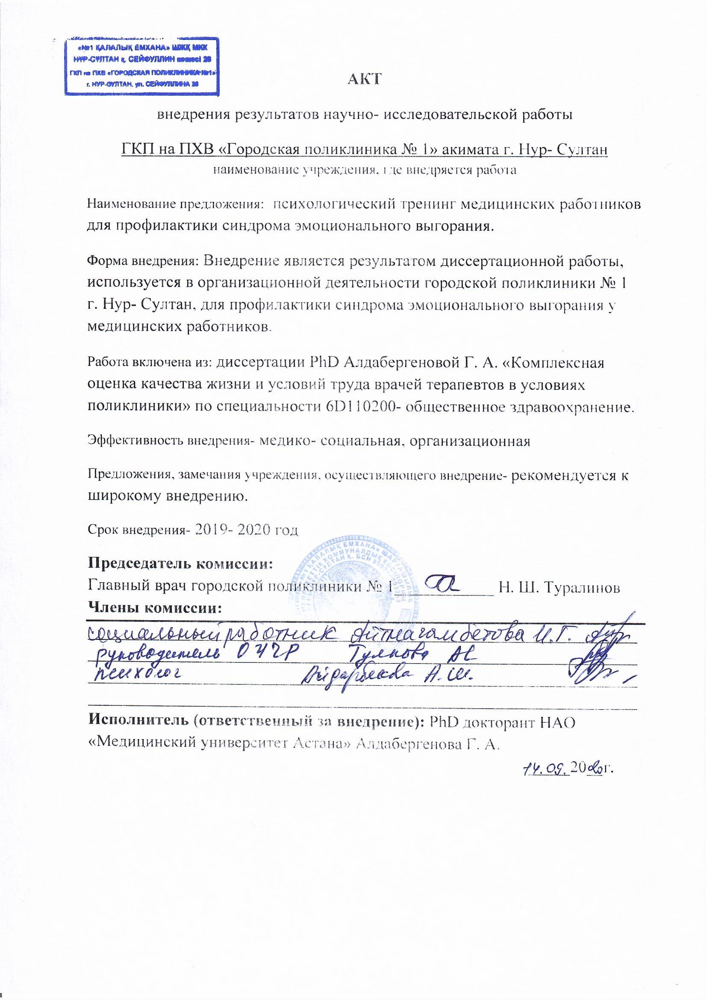 «№1 ҚАЛАЛЫҚ ЕМХАНА» ШЖҚ МКК
НҰР-СҰЛТАН қ. СЕЙФУЛЛИН көшесі 26
ГКП на ПХВ «ГОРОДСКАЯ ПОЛИКЛИНИКА №1»
г. НУР-СУЛТАН. ул. СЕЙФУЛЛИНА 26
АКТ
внедрения результатов научно- исследовательской работы
ГКП на ПХВ «Городская поликлиника № 1» акимата г. Нур- Султан
наименование учреждения, где внедряется работа
Наименование предложения: психологический тренинг медицинских работников
для профилактики синдрома эмоционального выгорания.
Форма внедрения: Внедрение является результатом диссертационной работы,
используется в организационной деятельности городской поликлиники № 1
г. Нур- Султан, для профилактики синдрома эмоционального выгорания у
медицинских работников.
Работа включена из: диссертации PhD Алдабергеновой Г. А. «Комплексная
оценка качества жизни и условий труда врачей терапевтов в условиях
поликлиники» по специальности 6D110200- общественное здравоохранение.
Эффективность внедрения- медико- социальная, организационная
Предложения, замечания учреждения, осуществляющего внедрение- рекомендуется к
широкому внедрению.
Срок внедрения- 2019- 2020 год
Председатель комиссии:
Главный врач городской поликлиники № 1 Н. Ш. Туралинов
Члены комиссии:
социальный работник Айтмагамбетова И.Г.
руководитель ОУЧР
психолог Айдарбекова А.Ш.
Исполнитель (ответственный за внедрение): PhD докторант НАО
«Медицинский университет Астана» Алдабергенова Г. А.
14.09.2020г.